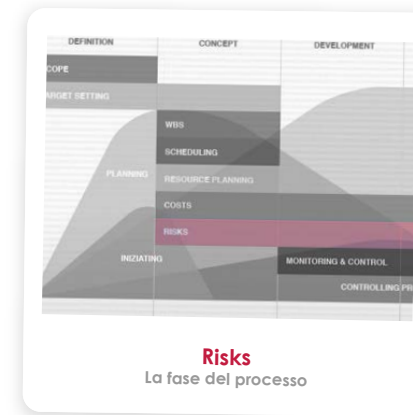 DEFINITION CONCEPT DEVELOPMENT
COPE
ARGET SETTING
WBS
SCHEDULING
PLANNING RESOURCE PLANNING
COSTS
RISKS
INIZIATING MONITORING & CONTROL
CONTROLLING PR
Risks
La fase del processo